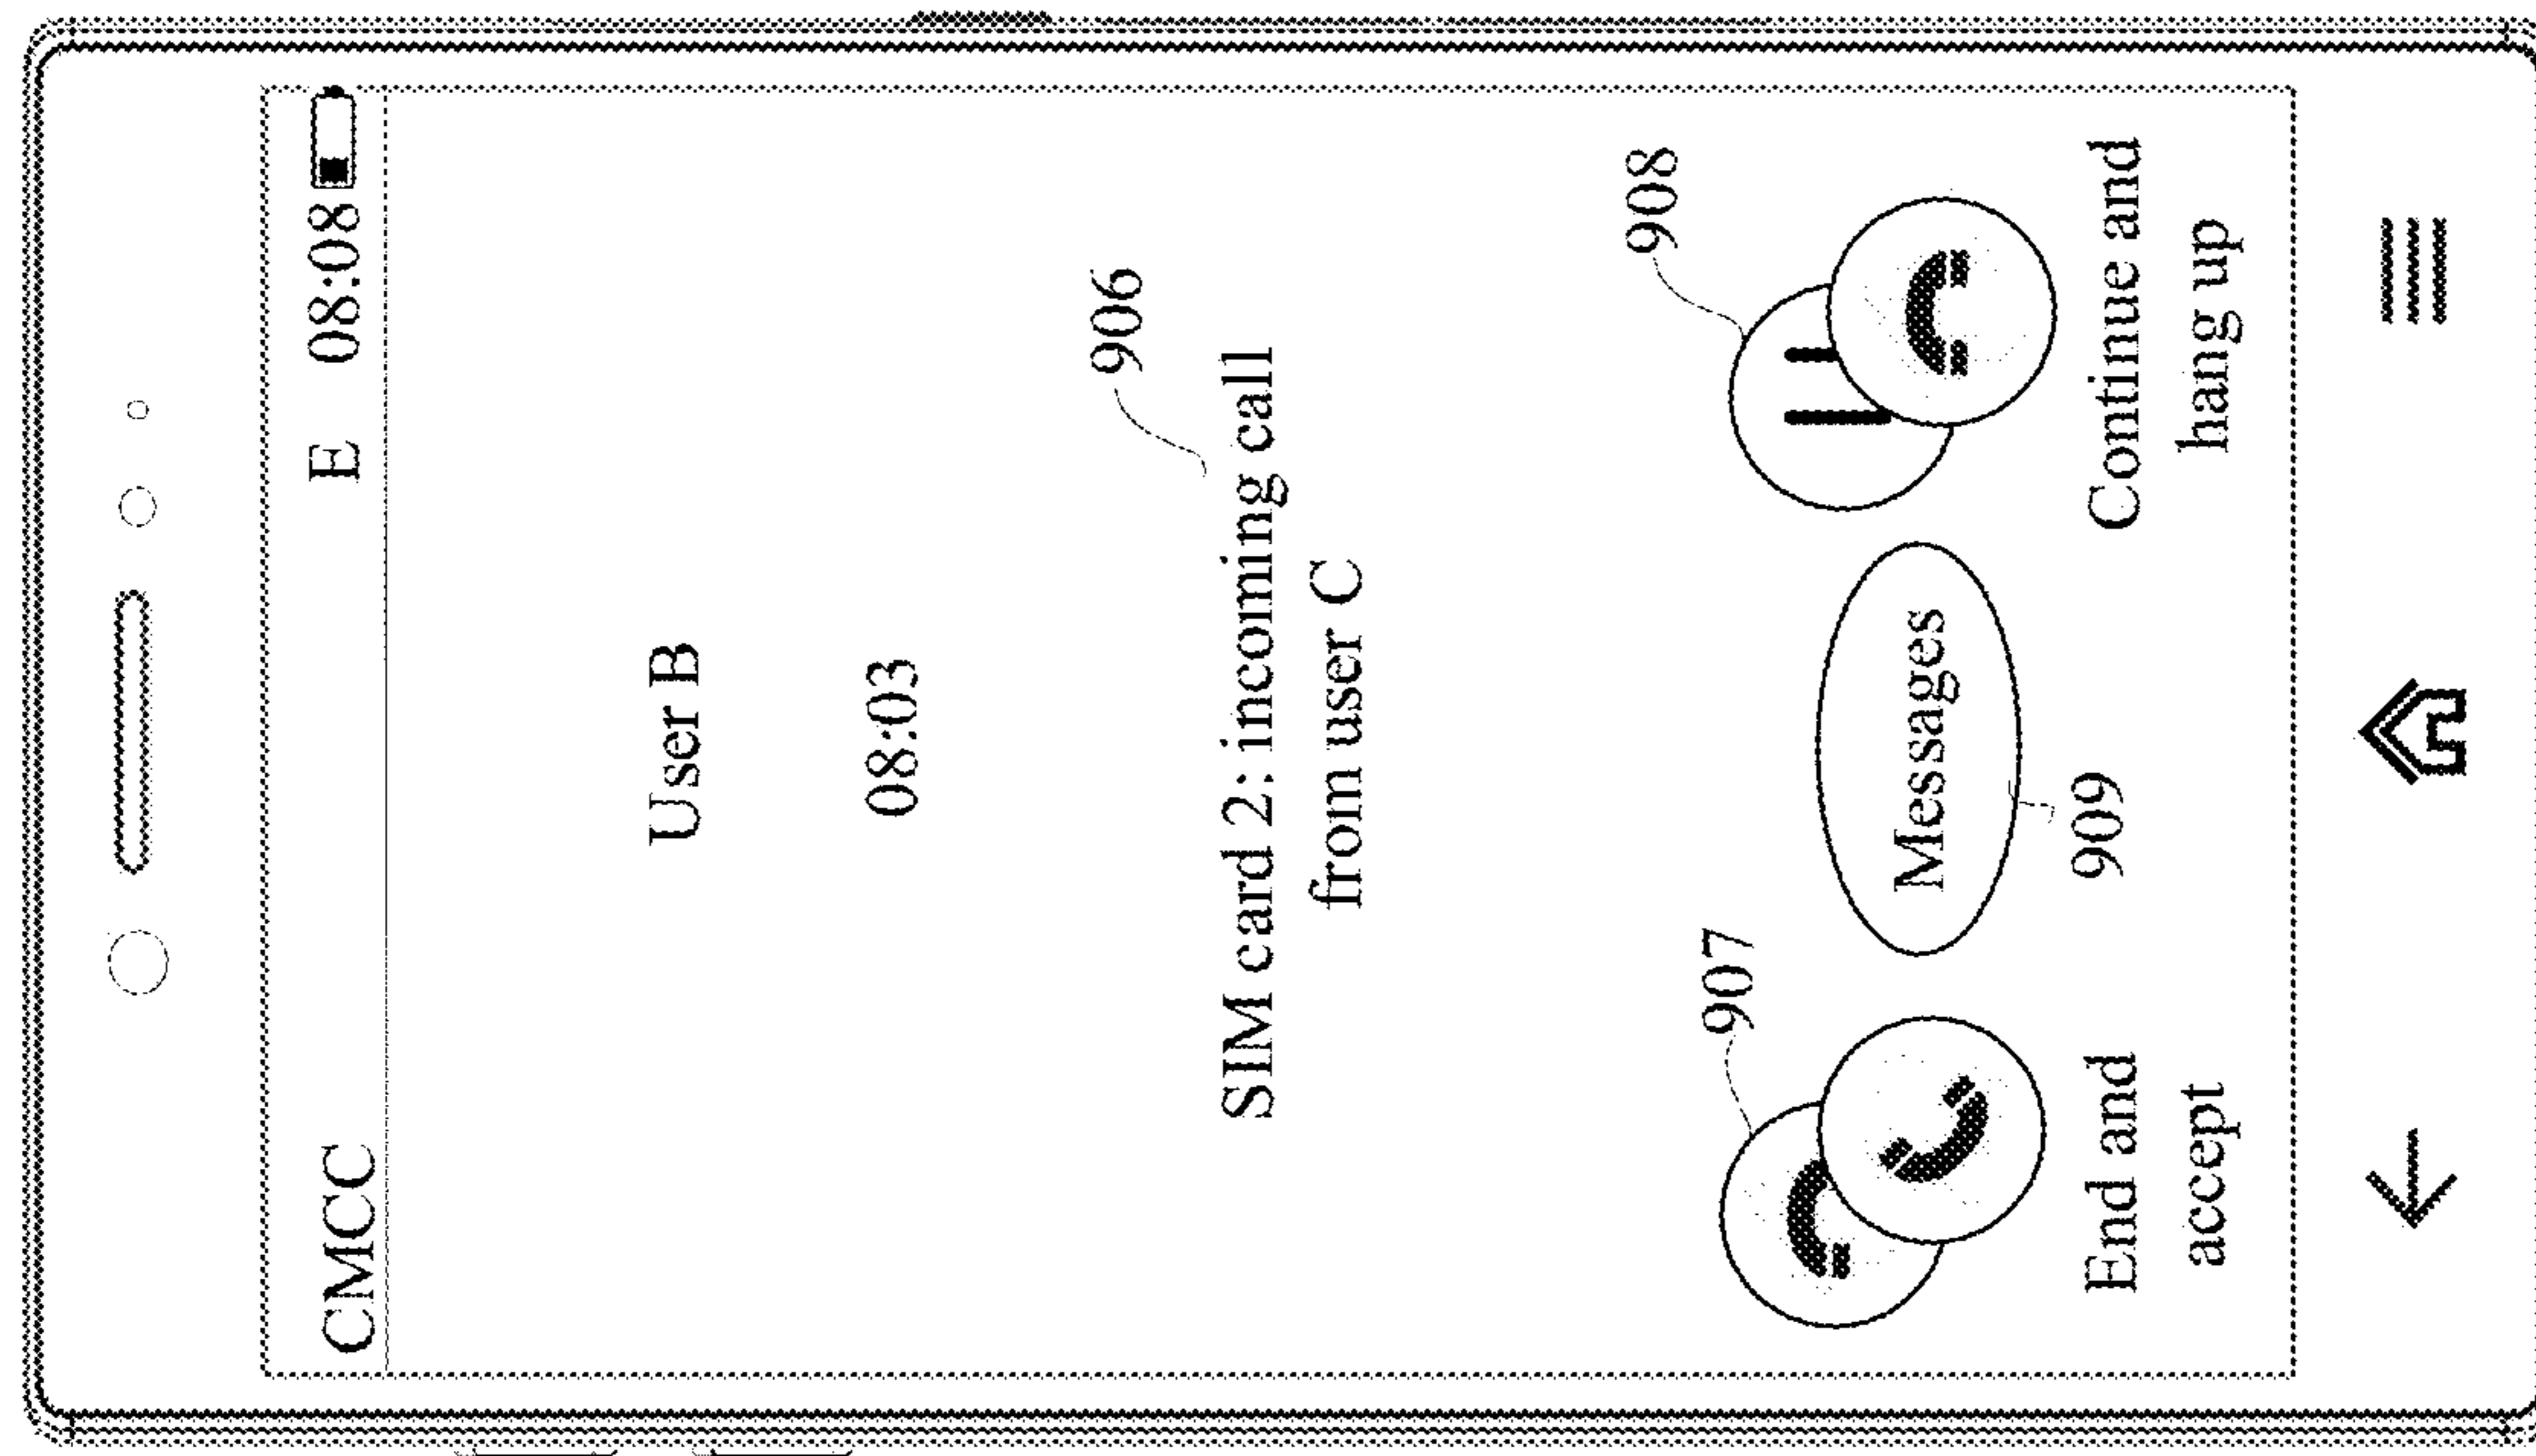 CMCC E 08:08
User B
08:03
906
SIM card 2: incoming call
from user C
907
908
Messages
909
End and
accept
Continue and
hang up